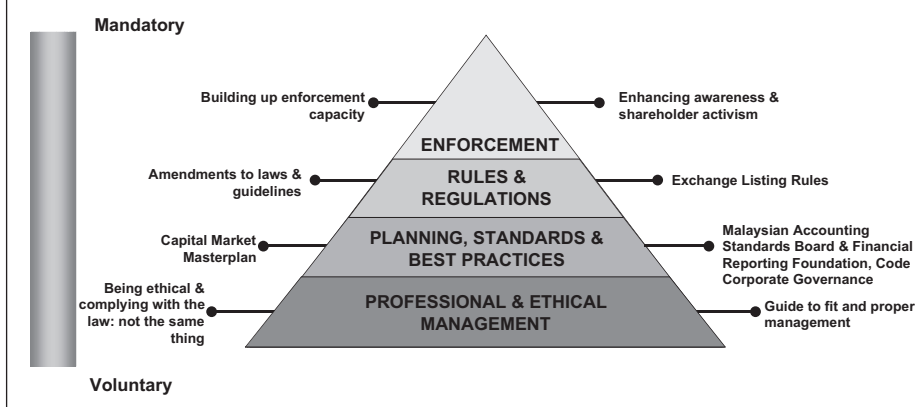 Mandatory
Building up enforcement
capacity
Enhancing awareness &
shareholder activism
ENFORCEMENT
Amendments to laws &
guidelines
RULES &
REGULATIONS
Exchange Listing Rules
Capital Market
Masterplan
PLANNING, STANDARDS &
BEST PRACTICES
Malaysian Accounting
Standards Board & Financial
Reporting Foundation, Code
Corporate Governance
Being ethical &
complying with the
law: not the same
thing
PROFESSIONAL & ETHICAL
MANAGEMENT
Guide to fit and proper
management
Voluntary